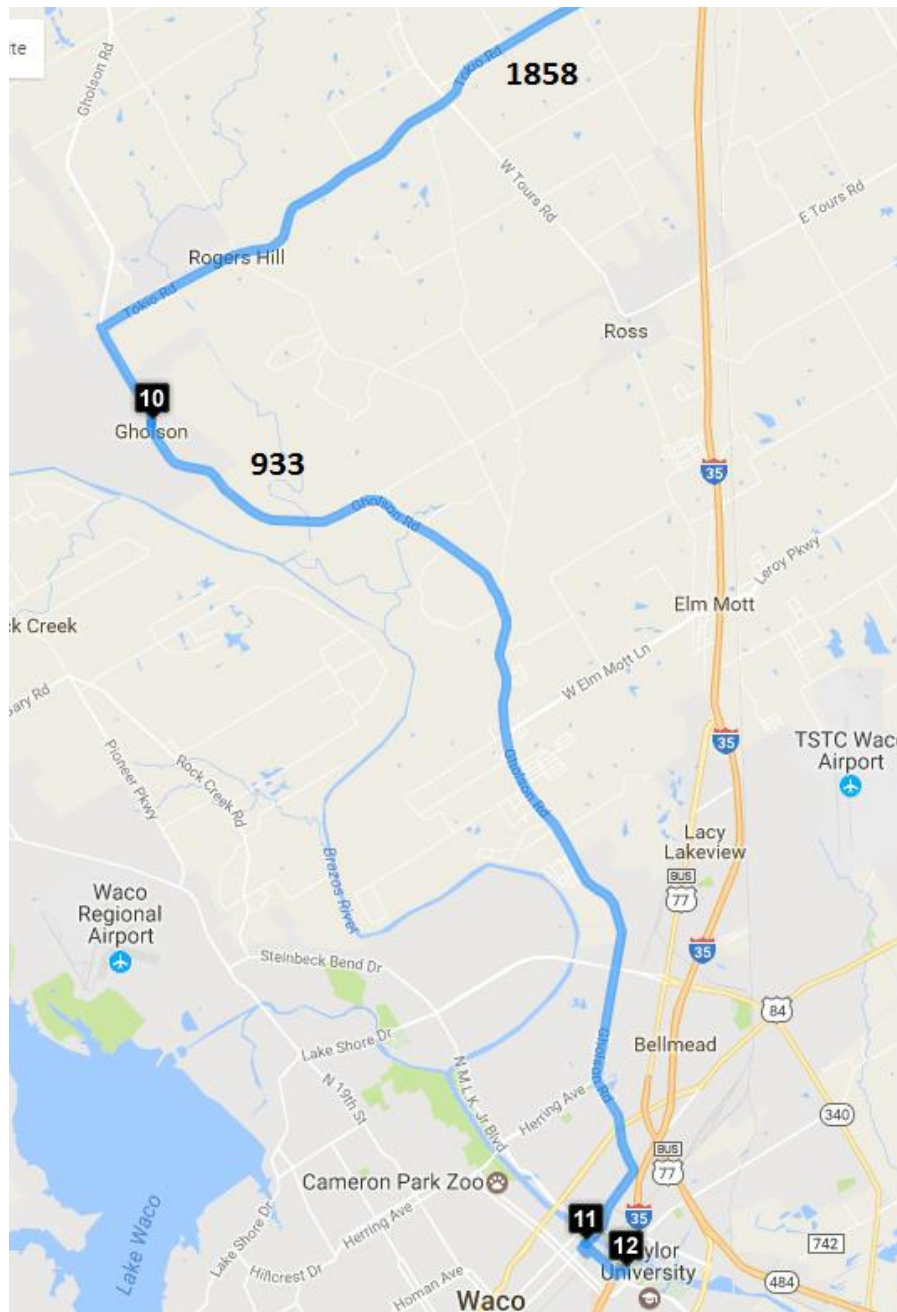 te
Gholson Rd
Tokio Rd
1858
W Tours Rd
E Tours Rd
Rogers Hill
Tokio Rd
Ross
10
Gholson
933
35
Gholson Rd
Leroy Pkwy
Elm Mott
ck Creek
W Elm Mott Ln
ary Rd
35
TSTC Waco
Airport
Pioneer Pkwy
Rock Creek Rd
Gholson Rd
Lacy
Lakeview
BUS
77
Brazos River
Waco
Regional
Airport
35
Steinbeck Bend Dr
84
Lake Shore Dr
Bellmead
Gholson Rd
N 19th St
N M.L.K. Jr Blvd
Herring Ave
340
BUS
77
Cameron Park Zoo
Lake Shore Dr
Herring Ave
35
11
12
742
Lake Waco
Hillcrest Dr
Homan Ave
aylor
University
484
Waco